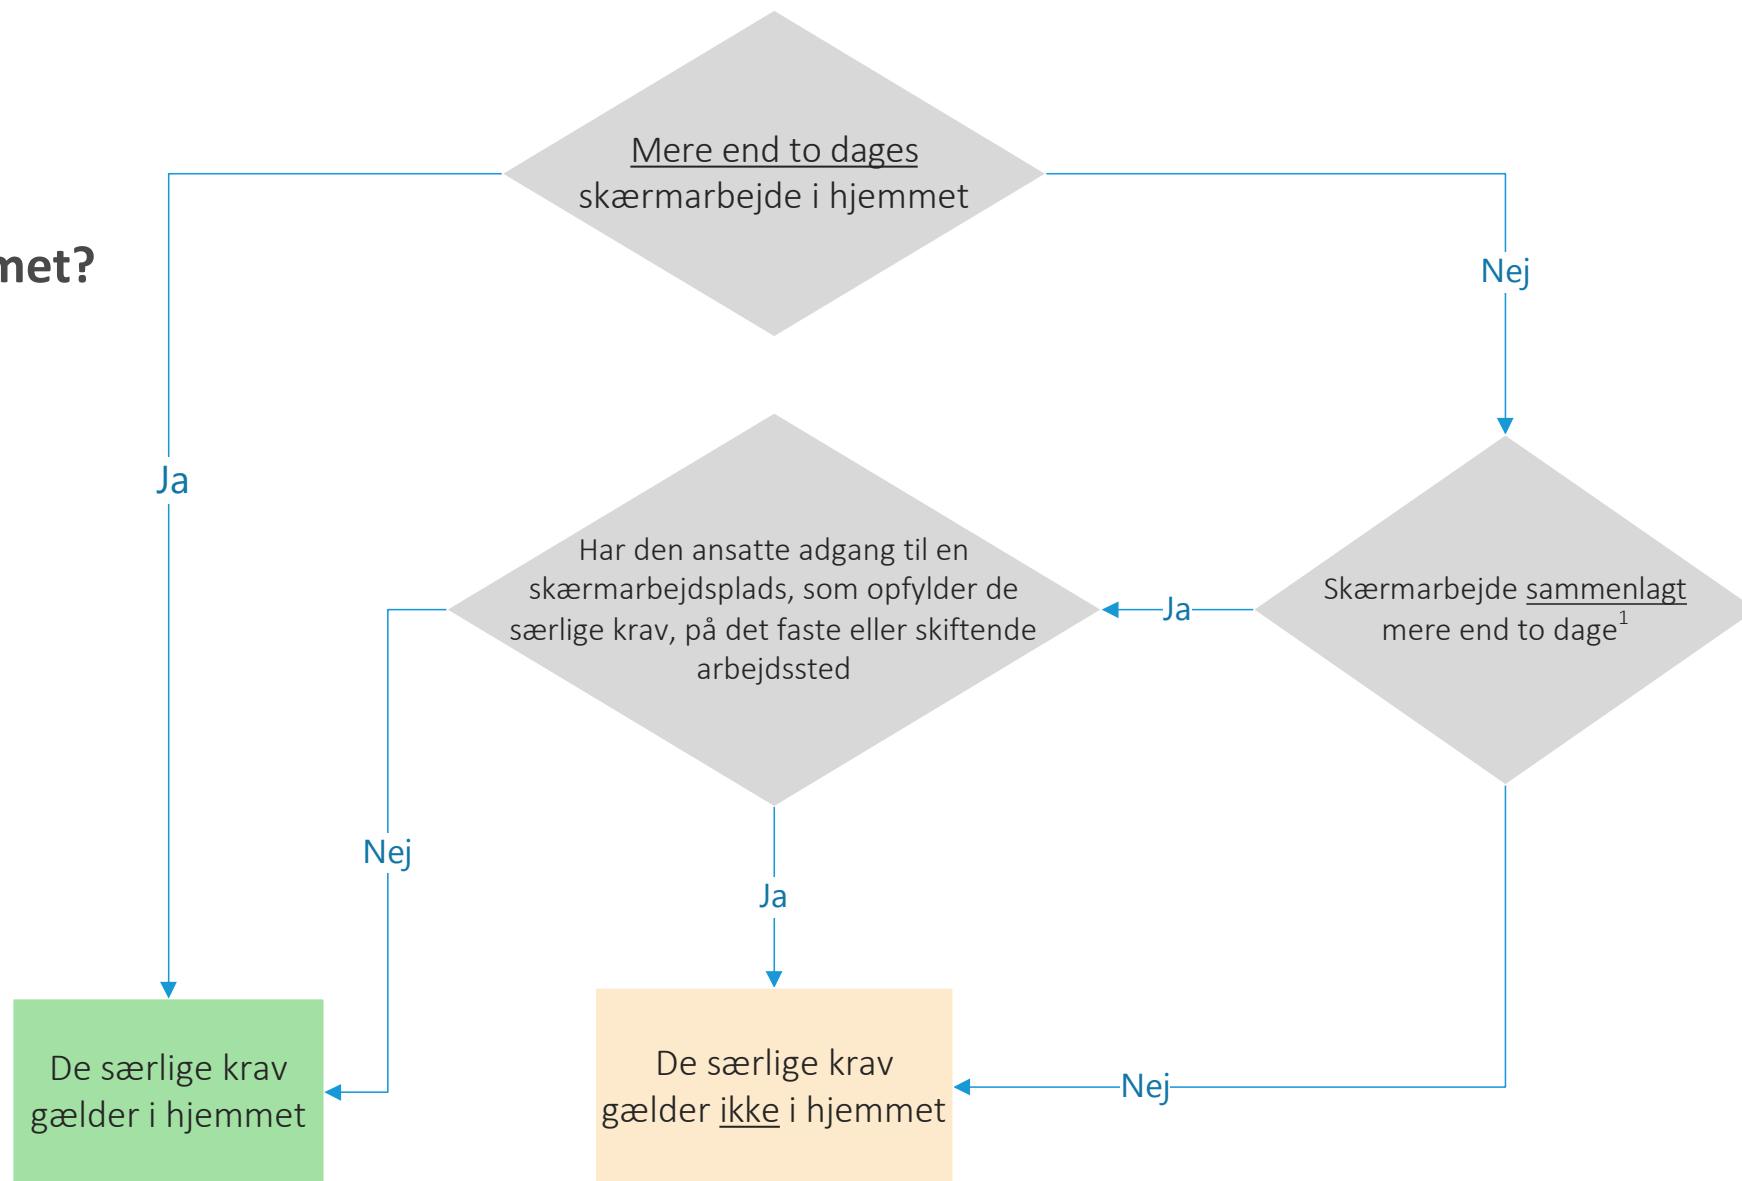 Mere end to dages
skærmarbejde i hjemmet
met?
Nej
Ja
Har den ansatte adgang til en
skærmarbejdsplads, som opfylder de
særlige krav, på det faste eller skiftende
arbejdssted
Ja
Skærmarbejde sammenlagt
mere end to dage¹
Nej
Ja
De særlige krav
gælder i hjemmet
De særlige krav
gælder ikke i hjemmet
Nej